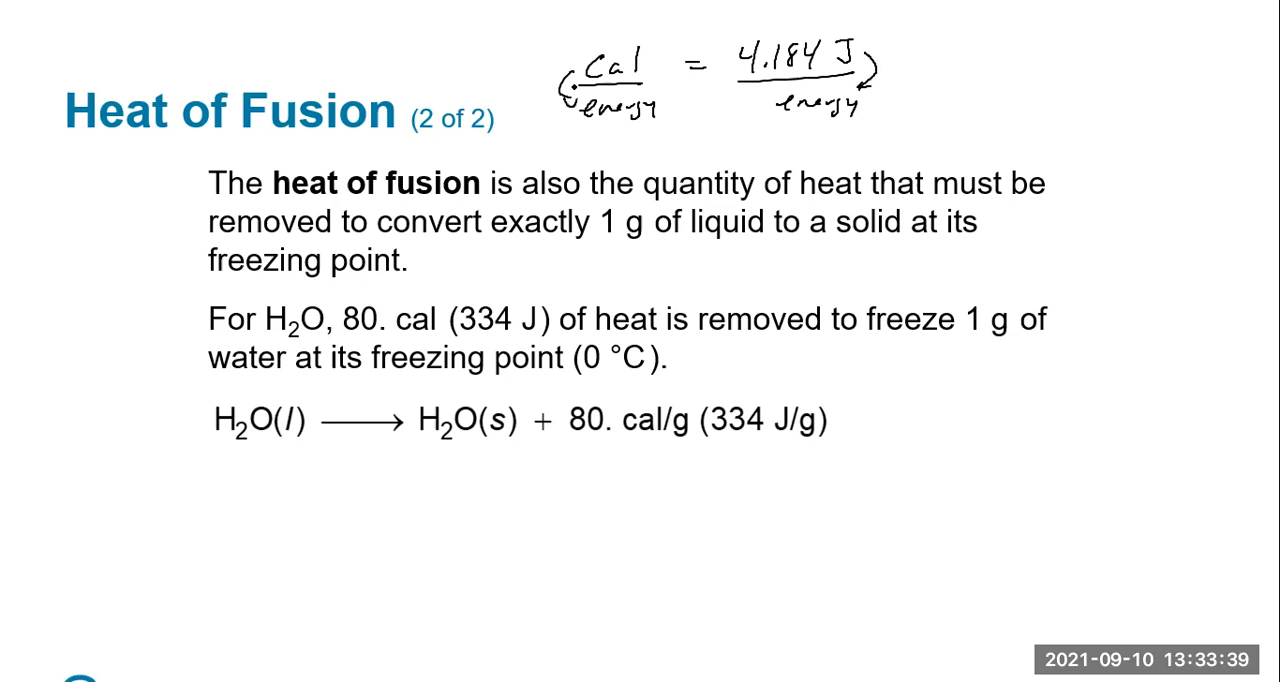 Cal = 4.184 J
energy energy
Heat of Fusion (2 of 2)
The heat of fusion is also the quantity of heat that must be
removed to convert exactly 1 g of liquid to a solid at its
freezing point.
For H₂O, 80. cal (334 J) of heat is removed to freeze 1 g of
water at its freezing point (0 °C).
H₂O(l) ⟶ H₂O(s) + 80. cal/g (334 J/g)
2021-09-10 13:33:39